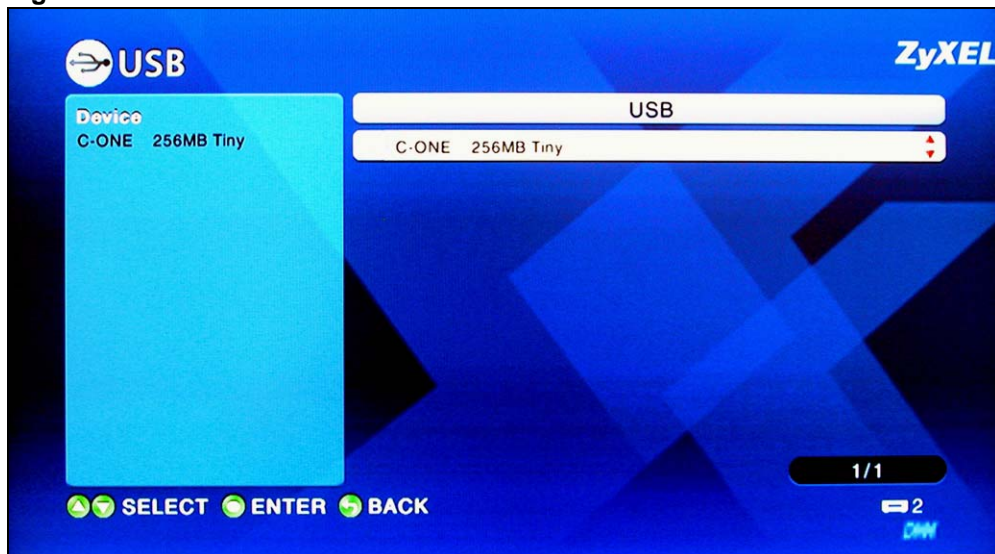 USB
ZyXEL
Device
C-ONE 256MB Tiny
USB
C-ONE 256MB Tiny
1/1
SELECT ENTER BACK
2